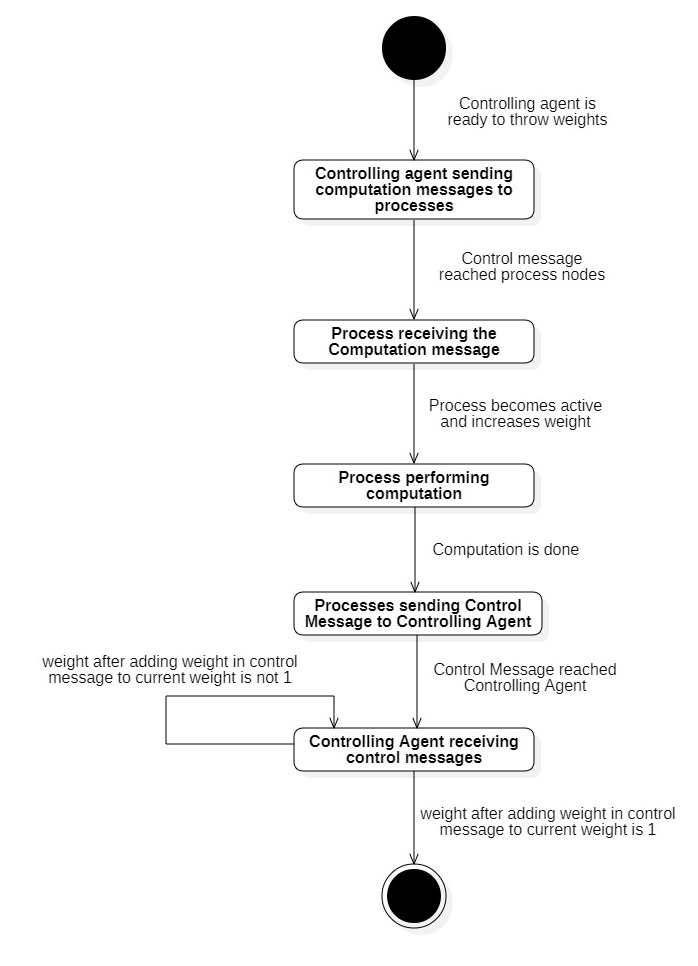 Controlling agent is
ready to throw weights
Controlling agent sending
computation messages to
processes
Control message
reached process nodes
Process receiving the
Computation message
Process becomes active
and increases weight
Process performing
computation
Computation is done
Processes sending Control
Message to Controlling Agent
weight after adding weight in control
message to current weight is not 1
Control Message reached
Controlling Agent
Controlling Agent receiving
control messages
weight after adding weight in control
message to current weight is 1